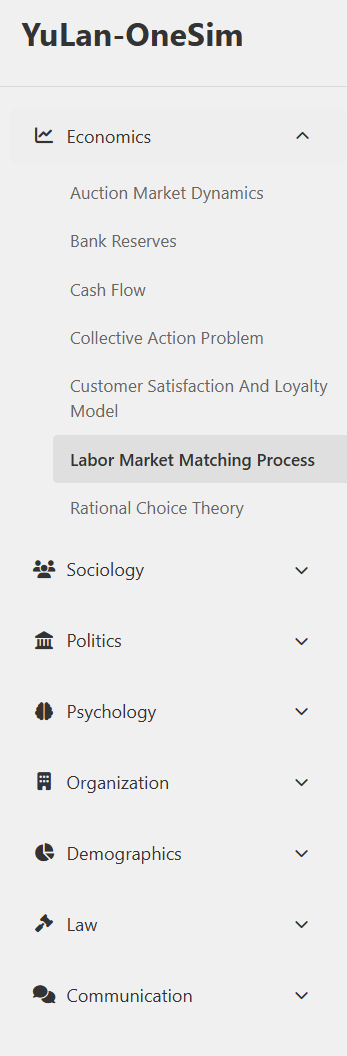 YuLan-OneSim
Economics
Auction Market Dynamics
Bank Reserves
Cash Flow
Collective Action Problem
Customer Satisfaction And Loyalty
Model
Labor Market Matching Process
Rational Choice Theory
Sociology
Politics
Psychology
Organization
Demographics
Law
Communication